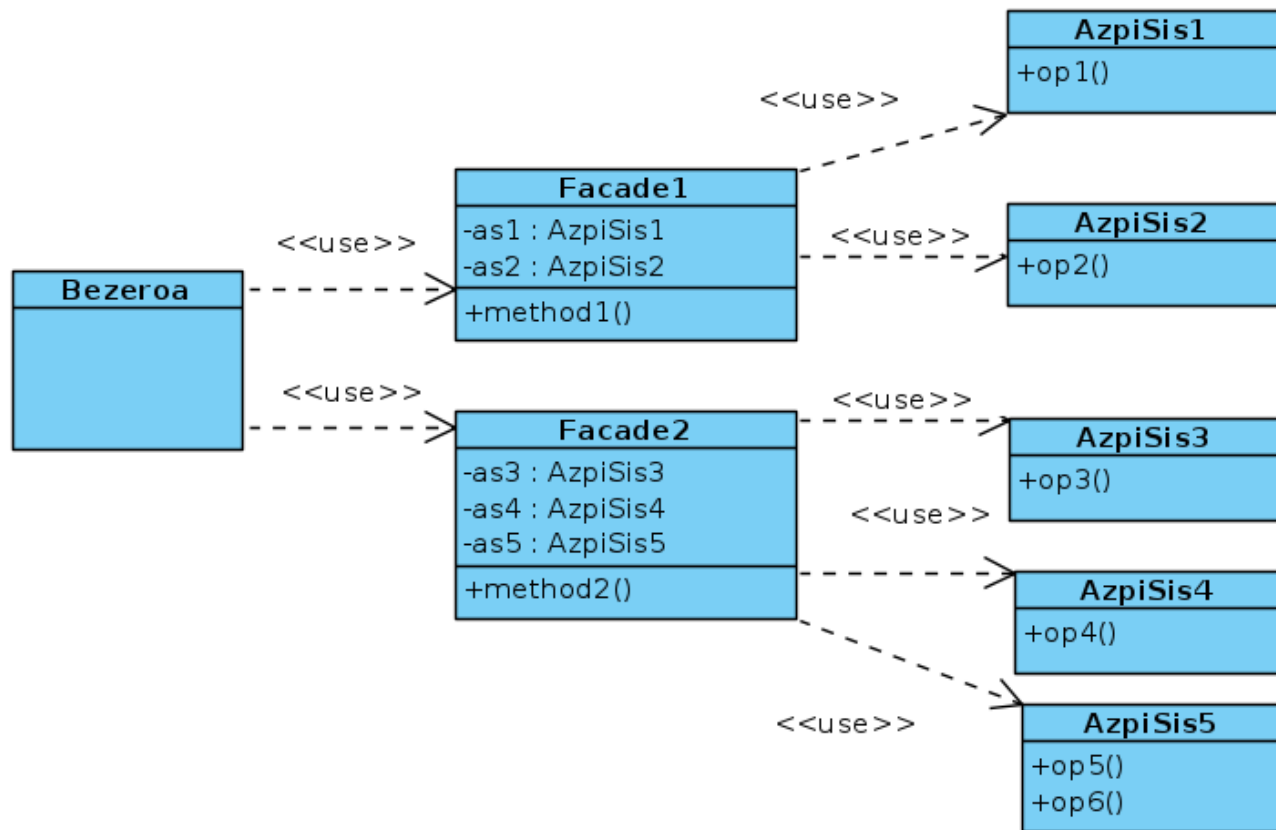 AzpiSis1
+op1()
<<use>>
Facade1
-as1 : AzpiSis1
-as2 : AzpiSis2
+method1()
<<use>>
AzpiSis2
+op2()
<<use>>
Bezeroa
<<use>>
Facade2
-as3 : AzpiSis3
-as4 : AzpiSis4
-as5 : AzpiSis5
+method2()
<<use>>
AzpiSis3
+op3()
<<use>>
AzpiSis4
+op4()
<<use>>
AzpiSis5
+op5()
+op6()